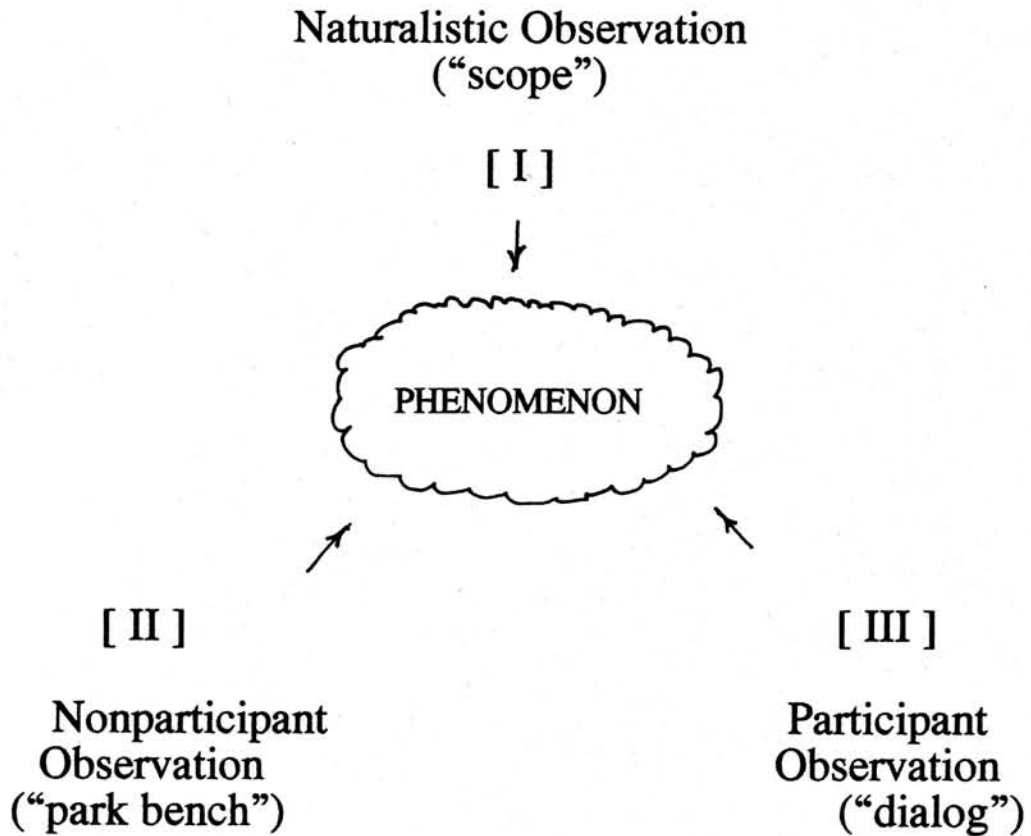 Naturalistic Observation
(“scope”)
[ I ]
PHENOMENON
[ II ]
[ III ]
Nonparticipant
Observation
(“park bench”)
Participant
Observation
(“dialog”)